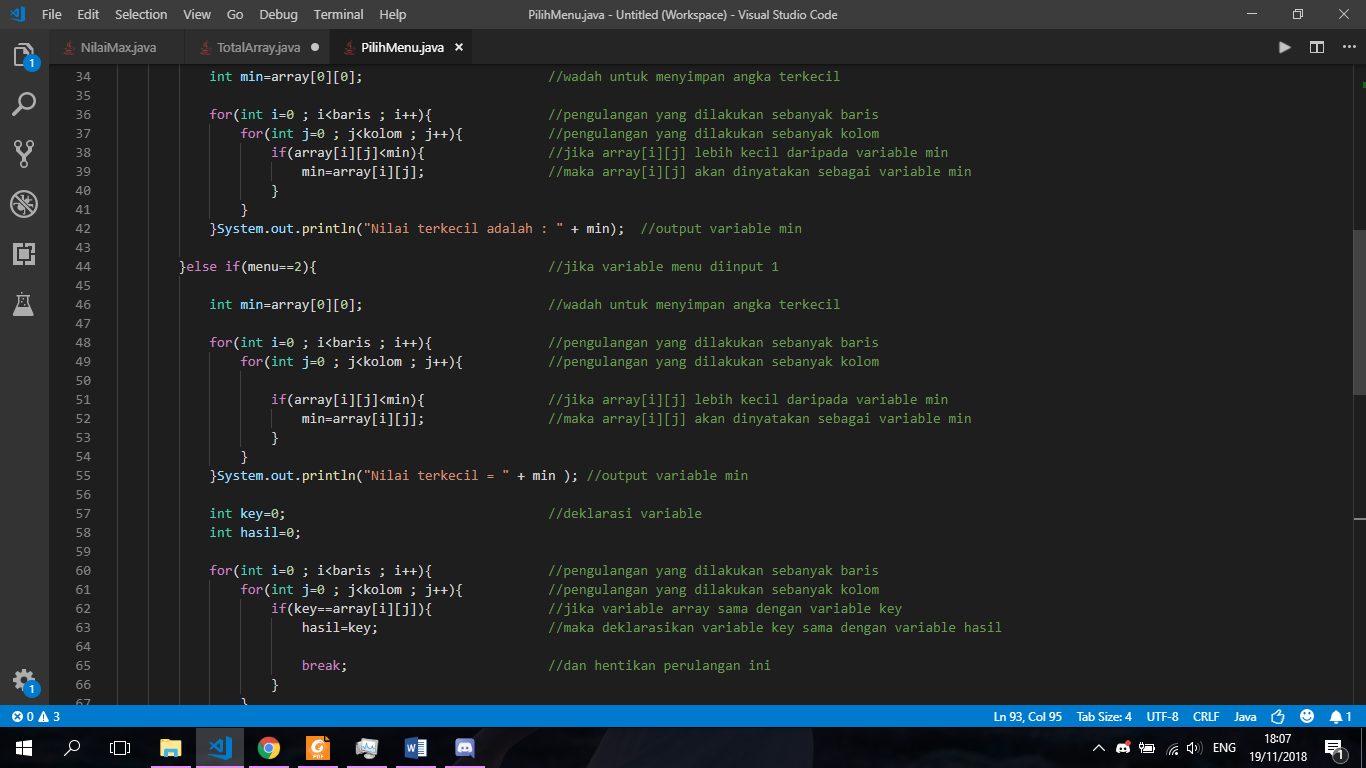 File Edit Selection View Go Debug Terminal Help PilihMenu.java - Untitled (Workspace) - Visual Studio Code
NilaiMax.java TotalArray.java PilihMenu.java
34 int min=array[0][0]; //wadah untuk menyimpan angka terkecil
35
36 for(int i=0 ; i<baris ; i++){ //pengulangan yang dilakukan sebanyak baris
37 for(int j=0 ; j<kolom ; j++){ //pengulangan yang dilakukan sebanyak kolom
38 if(array[i][j]<min){ //jika array[i][j] lebih kecil daripada variable min
39 min=array[i][j]; //maka array[i][j] akan dinyatakan sebagai variable min
40 }
41 }
42 }System.out.println("Nilai terkecil adalah : " + min); //output variable min
43
44 }else if(menu==2){ //jika variable menu diinput 1
45
46 int min=array[0][0]; //wadah untuk menyimpan angka terkecil
47
48 for(int i=0 ; i<baris ; i++){ //pengulangan yang dilakukan sebanyak baris
49 for(int j=0 ; j<kolom ; j++){ //pengulangan yang dilakukan sebanyak kolom
50
51 if(array[i][j]<min){ //jika array[i][j] lebih kecil daripada variable min
52 min=array[i][j]; //maka array[i][j] akan dinyatakan sebagai variable min
53 }
54 }
55 }System.out.println("Nilai terkecil = " + min ); //output variable min
56
57 int key=0; //deklarasi variable
58 int hasil=0;
59
60 for(int i=0 ; i<baris ; i++){ //pengulangan yang dilakukan sebanyak baris
61 for(int j=0 ; j<kolom ; j++){ //pengulangan yang dilakukan sebanyak kolom
62 if(key==array[i][j]){ //jika variable array sama dengan variable key
63 hasil=key; //maka deklarasikan variable key sama dengan variable hasil
64
65 break; //dan hentikan perulangan ini
66 }
67 }
1
1
0 3 Ln 93, Col 95 Tab Size: 4 UTF-8 CRLF Java 1
PDF W ENG 18:07
19/11/2018 1